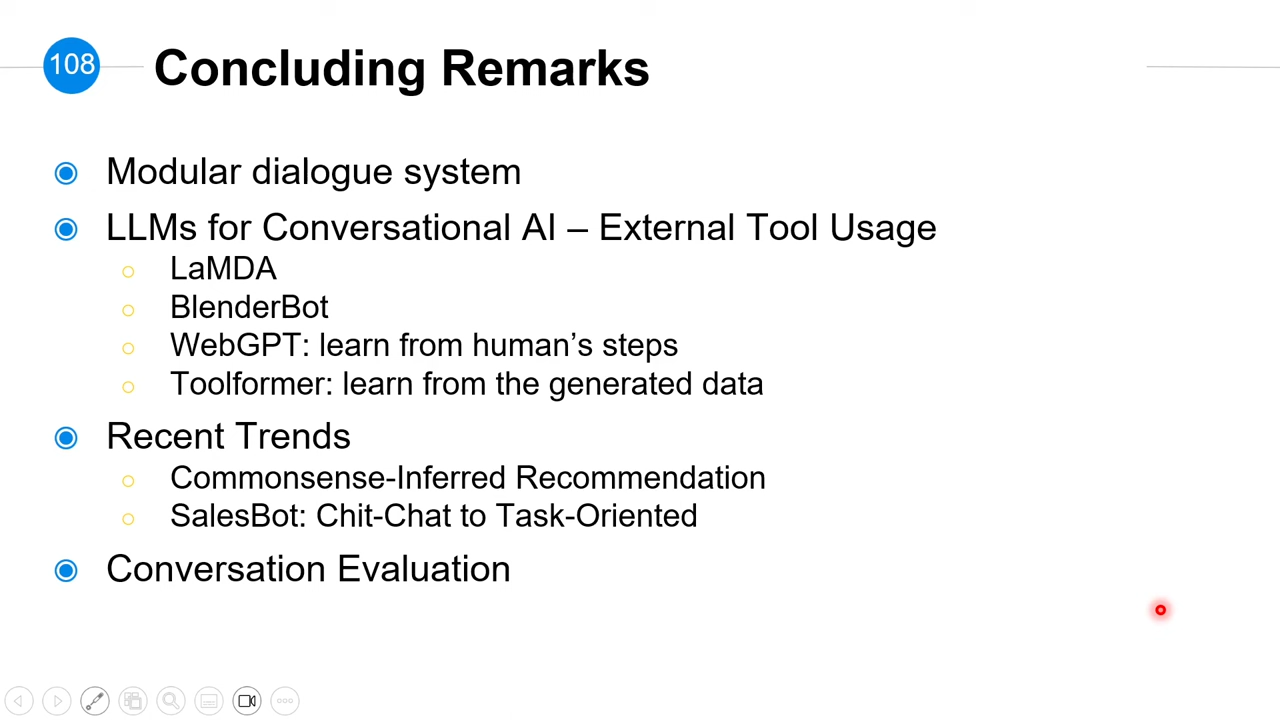 108
Concluding Remarks
Modular dialogue system
LLMs for Conversational AI – External Tool Usage
LaMDA
BlenderBot
WebGPT: learn from human’s steps
Toolformer: learn from the generated data
Recent Trends
Commonsense-Inferred Recommendation
SalesBot: Chit-Chat to Task-Oriented
Conversation Evaluation